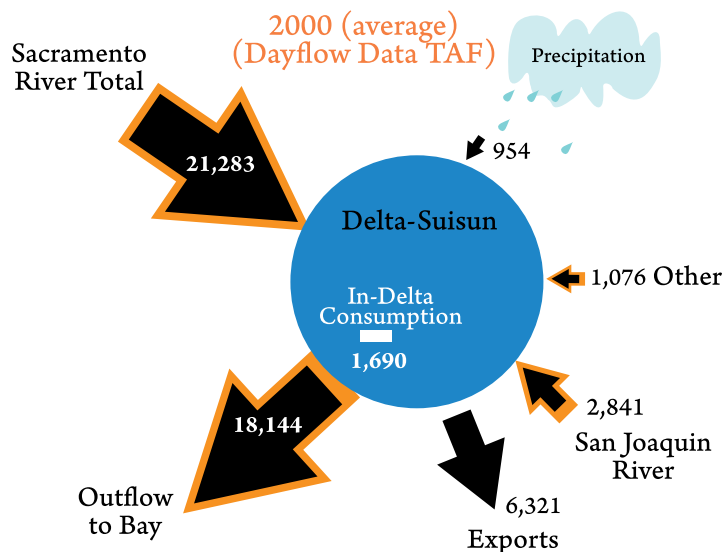 2000 (average)
(Dayflow Data TAF)
Sacramento
River Total
Precipitation
21,283
954
Delta-Suisun
1,076 Other
In-Delta
Consumption
1,690
2,841
San Joaquin
River
18,144
Outflow
to Bay
6,321
Exports